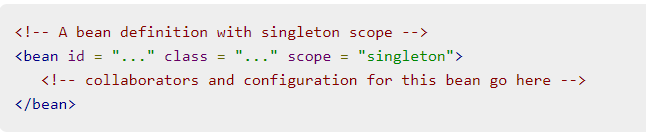 <!-- A bean definition with singleton scope -->
<bean id = "..." class = "..." scope = "singleton">
   <!-- collaborators and configuration for this bean go here -->
</bean>